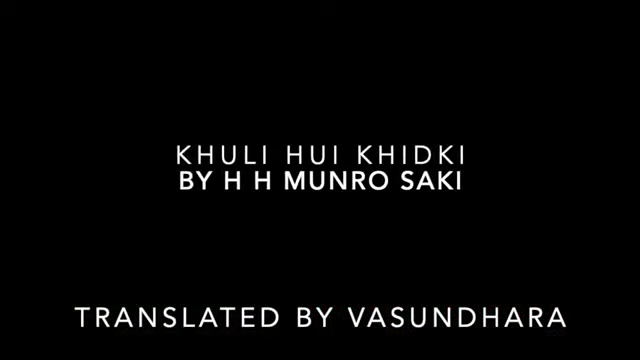 KHULI HUI KHIDKI
BY H H MUNRO SAKI
TRANSLATED BY VASUNDHARA